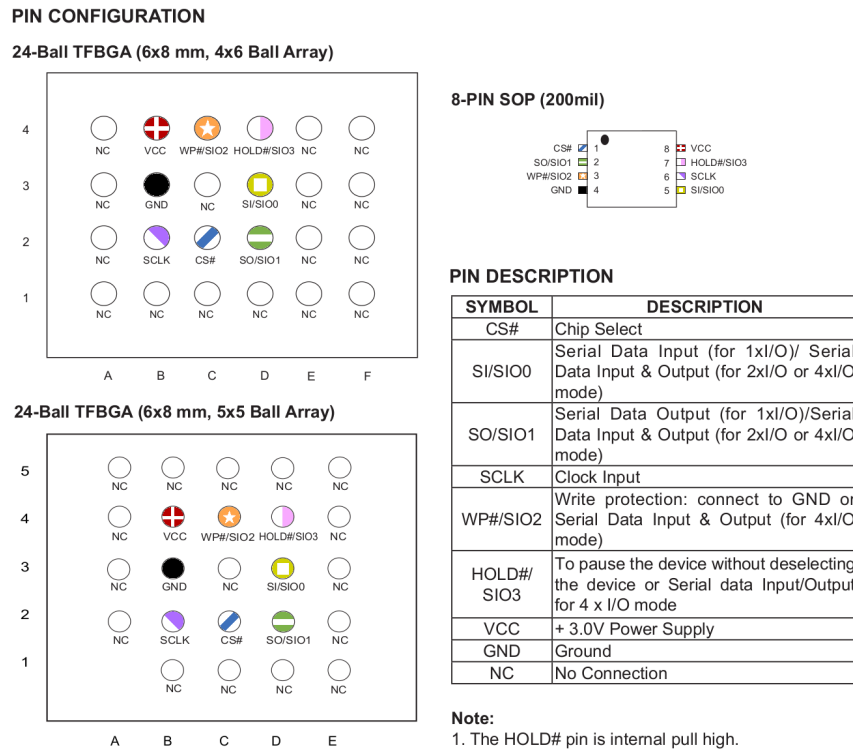 PIN CONFIGURATION
24-Ball TFBGA (6x8 mm, 4x6 Ball Array)
4
NC VCC WP#/SIO2 HOLD#/SIO3 NC NC
3
NC GND NC SI/SIO0 NC NC
2
NC SCLK CS# SO/SIO1 NC NC
1
NC NC NC NC NC NC
A B C D E F
24-Ball TFBGA (6x8 mm, 5x5 Ball Array)
5
NC NC NC NC NC
4
NC VCC WP#/SIO2 HOLD#/SIO3 NC
3
NC GND NC SI/SIO0 NC
2
NC SCLK CS# SO/SIO1 NC
1
NC NC NC NC
A B C D E
8-PIN SOP (200mil)
CS# 1 8 VCC
SO/SIO1 2 7 HOLD#/SIO3
WP#/SIO2 3 6 SCLK
GND 4 5 SI/SIO0
PIN DESCRIPTION
SYMBOL DESCRIPTION
CS# Chip Select
SI/SIO0
Serial Data Input (for 1xI/O)/ Serial
Data Input & Output (for 2xI/O or 4xI/O
mode)
SO/SIO1
Serial Data Output (for 1xI/O)/Serial
Data Input & Output (for 2xI/O or 4xI/O
mode)
SCLK Clock Input
WP#/SIO2
Write protection: connect to GND or
Serial Data Input & Output (for 4xI/O
mode)
HOLD#/
SIO3
To pause the device without deselecting
the device or Serial data Input/Output
for 4 x I/O mode
VCC + 3.0V Power Supply
GND Ground
NC No Connection
Note:
1. The HOLD# pin is internal pull high.